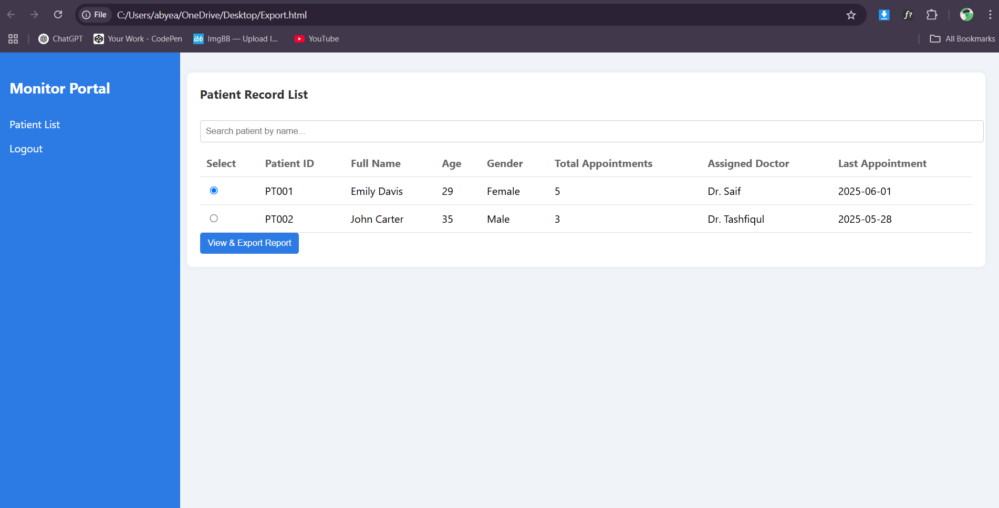 File C:/Users/abyea/OneDrive/Desktop/Export.html
ChatGPT Your Work - CodePen ibb ImgBB — Upload I... YouTube All Bookmarks
Monitor Portal
Patient List
Logout
Patient Record List
Search patient by name...
Select Patient ID Full Name Age Gender Total Appointments Assigned Doctor Last Appointment
PT001 Emily Davis 29 Female 5 Dr. Saif 2025-06-01
PT002 John Carter 35 Male 3 Dr. Tashfiqul 2025-05-28
View & Export Report